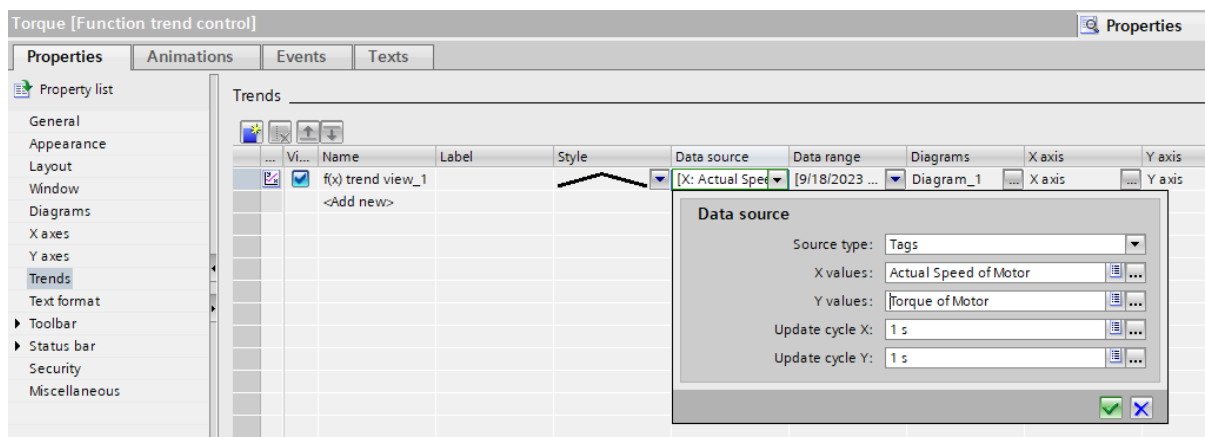 Torque [Function trend control]
Properties
Properties Animations Events Texts
Property list
Trends
General
Appearance
Layout
Window
Diagrams
X axes
Y axes
Trends
Text format
Toolbar
Status bar
Security
Miscellaneous
... Vi... Name Label Style Data source Data range Diagrams X axis Y axis
f(x) trend view_1 [X: Actual Spee [9/18/2023 ... Diagram_1 ... X axis ... Y axis
<Add new>
Data source
Source type: Tags
X values: Actual Speed of Motor ...
Y values: Torque of Motor ...
Update cycle X: 1 s ...
Update cycle Y: 1 s ...